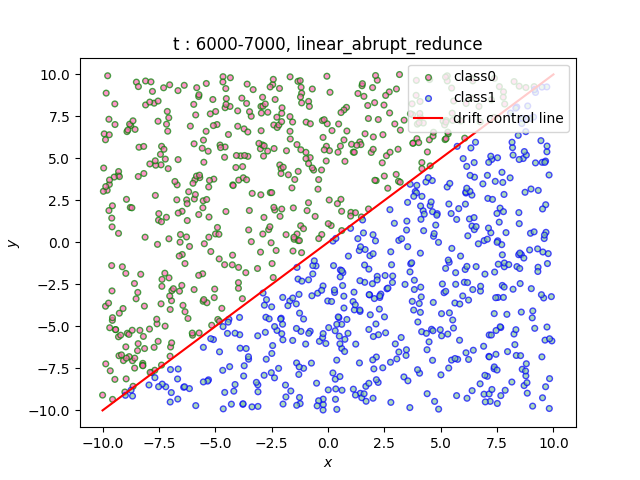 t : 6000-7000, linear_abrupt_redunce
class0
class1
drift control line
y
10.0
7.5
5.0
2.5
0.0
−2.5
−5.0
−7.5
−10.0
−10.0 −7.5 −5.0 −2.5 0.0 2.5 5.0 7.5 10.0
x